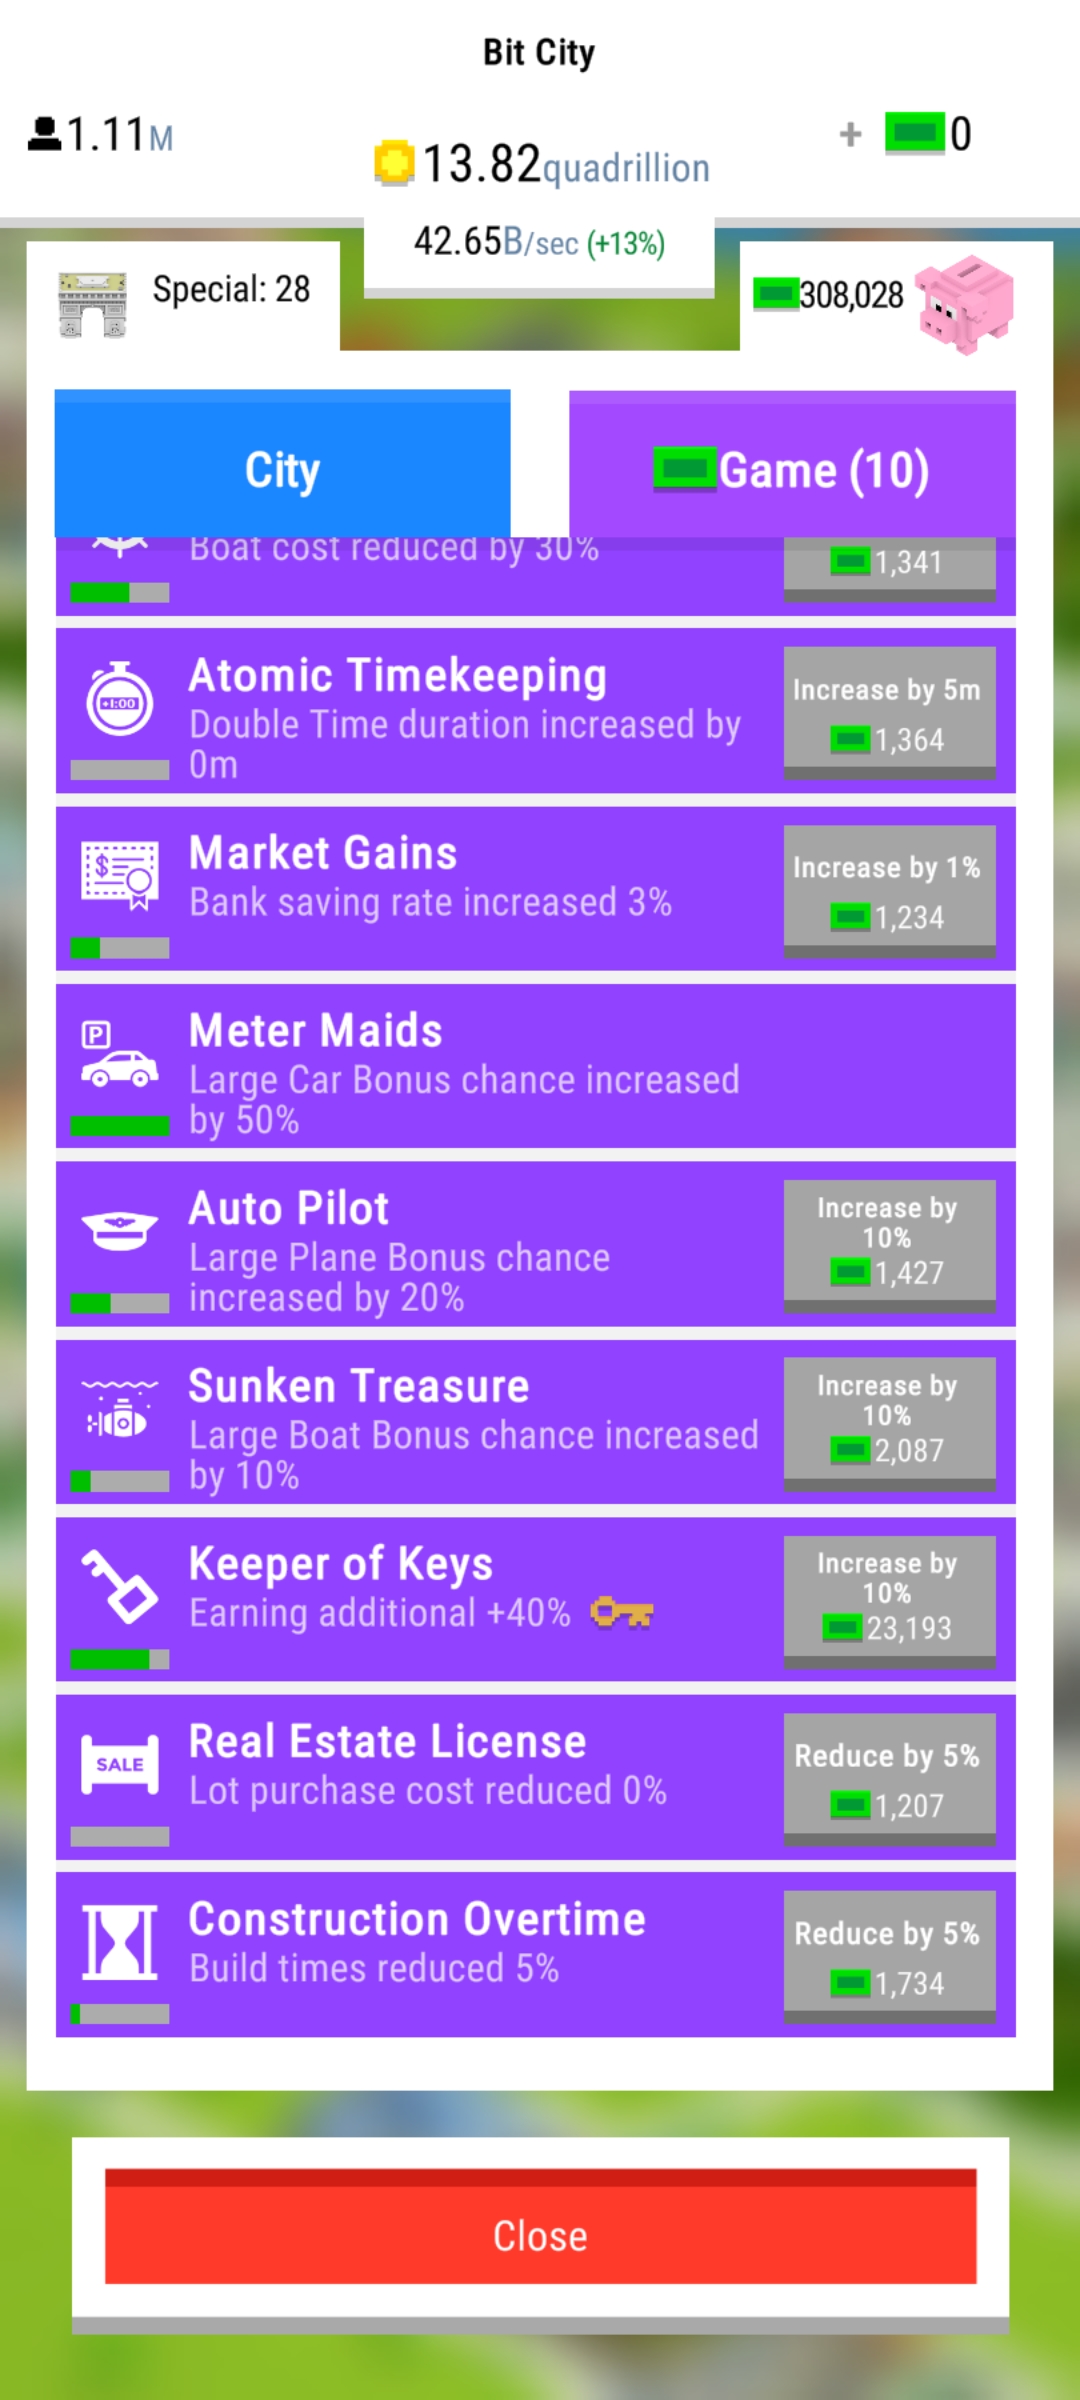 Bit City
1.11M
13.82quadrillion
+ 0
42.65B/sec (+13%)
Special: 28
308,028
City
Game (10)
Boat cost reduced by 30%
1,341
Atomic Timekeeping
Double Time duration increased by
0m
Increase by 5m
1,364
+1:00
Market Gains
Bank saving rate increased 3%
Increase by 1%
1,234
$
P
Meter Maids
Large Car Bonus chance increased
by 50%
Auto Pilot
Large Plane Bonus chance
increased by 20%
Increase by
10%
1,427
Sunken Treasure
Large Boat Bonus chance increased
by 10%
Increase by
10%
2,087
Keeper of Keys
Earning additional +40%
Increase by
10%
23,193
SALE
Real Estate License
Lot purchase cost reduced 0%
Reduce by 5%
1,207
Construction Overtime
Build times reduced 5%
Reduce by 5%
1,734
Close